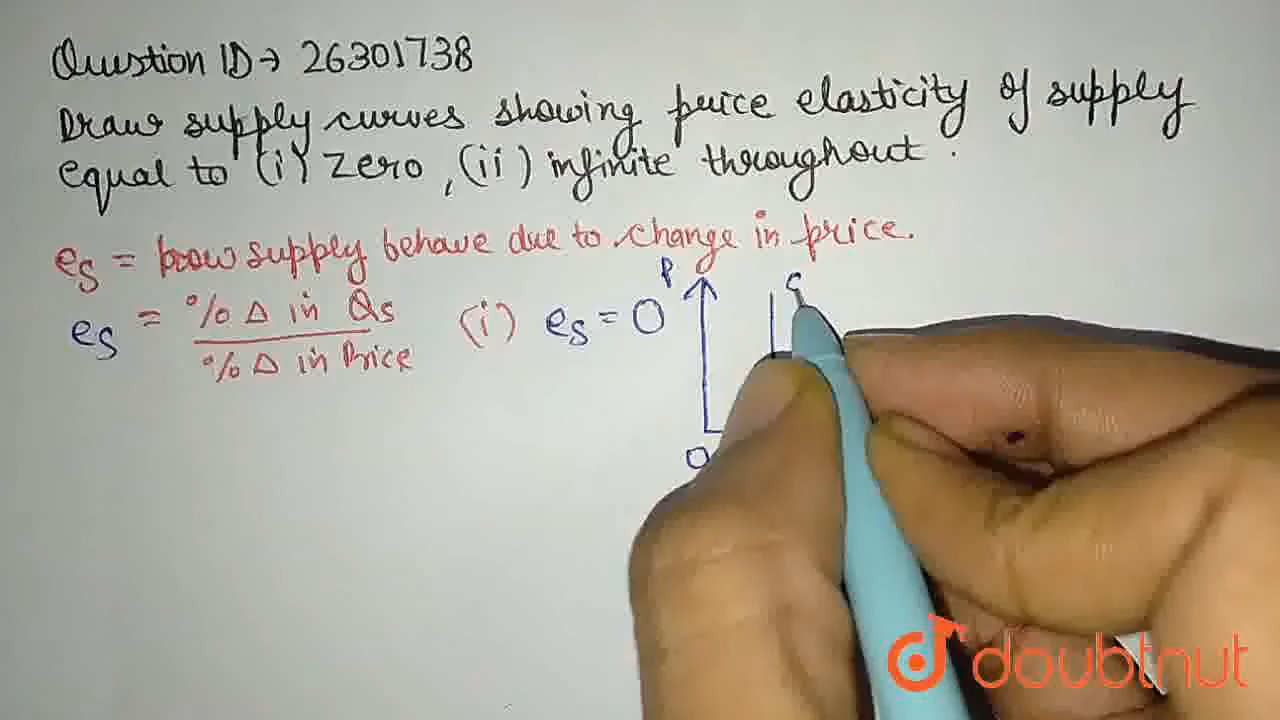 Question ID→ 26301738
Draw supply curves showing price elasticity of supply
equal to (i) Zero, (ii) infinite throughout.
es = how supply behave due to change in price.
es = % Δ in Qs / % Δ in Price
(i) es = 0
P
S
O
doubtnut